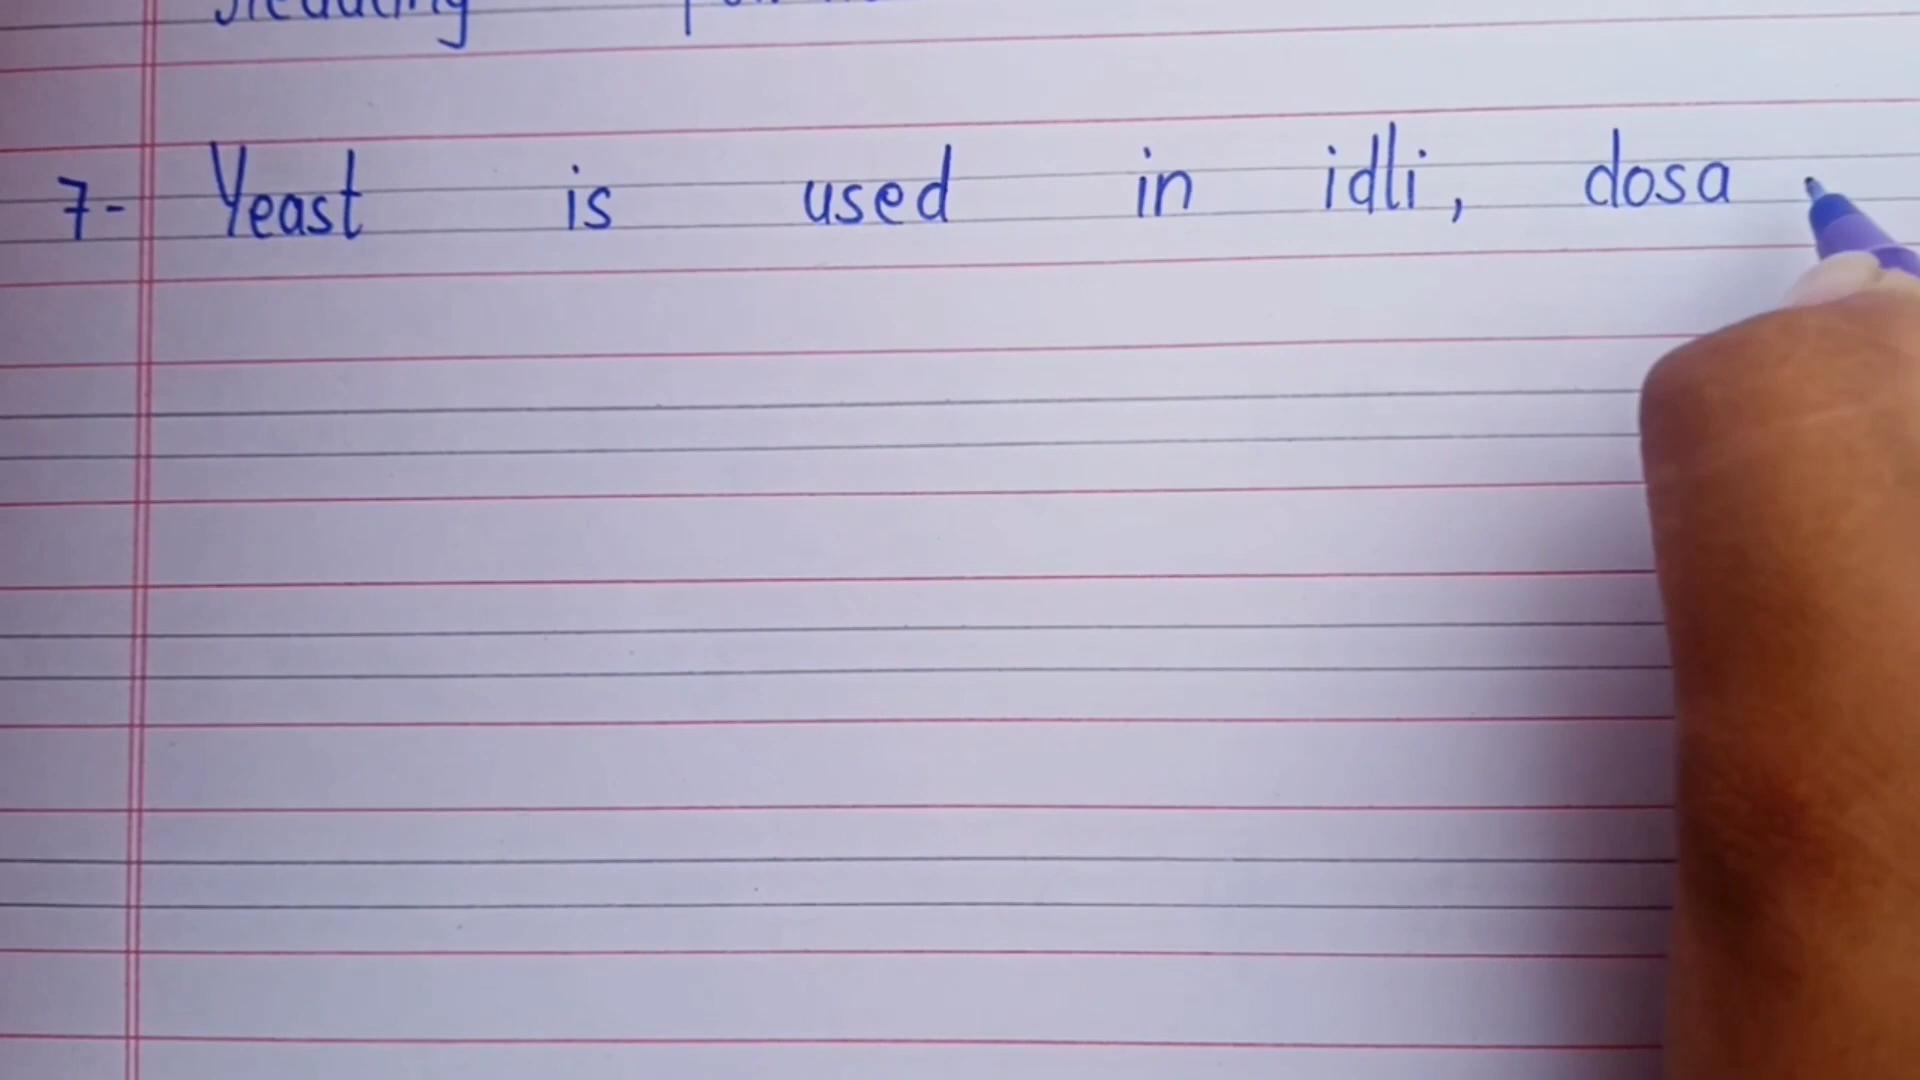 7- Yeast is used in idli, dosa